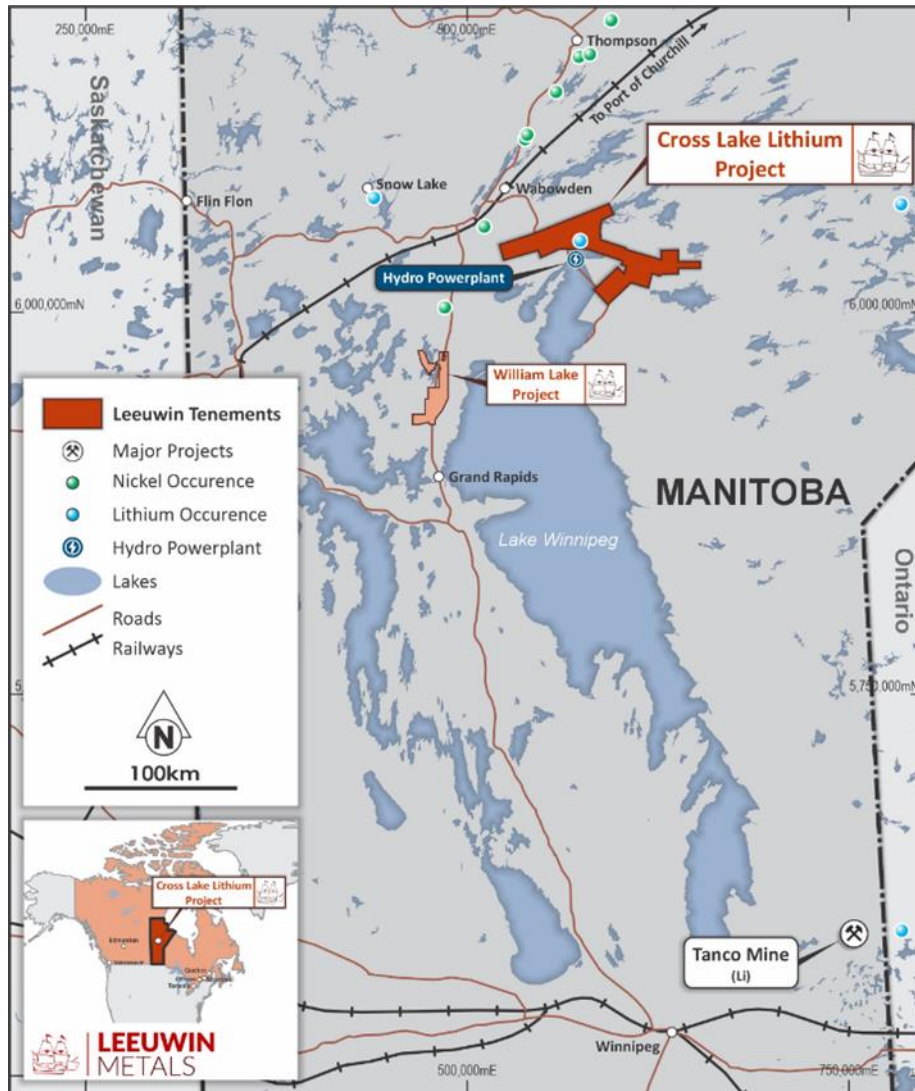 250,000mE
500,000mE
Thompson
To Port of Churchill
Saskatchewan
Cross Lake Lithium
Project
Snow Lake
Wabowden
Flin Flon
Hydro Powerplant
6,000,000mN
6,000,000mN
William Lake
Project
Leeuwin Tenements
Major Projects
Nickel Occurence
Lithium Occurence
Hydro Powerplant
Lakes
Roads
Railways
N
100km
Grand Rapids
MANITOBA
Lake Winnipeg
Ontario
5,750,000mN
Cross Lake Lithium
Project
Edmonton
Toronto
LEEUWIN
METALS
Tanco Mine
(Li)
Winnipeg
500,000mE
750,000mE